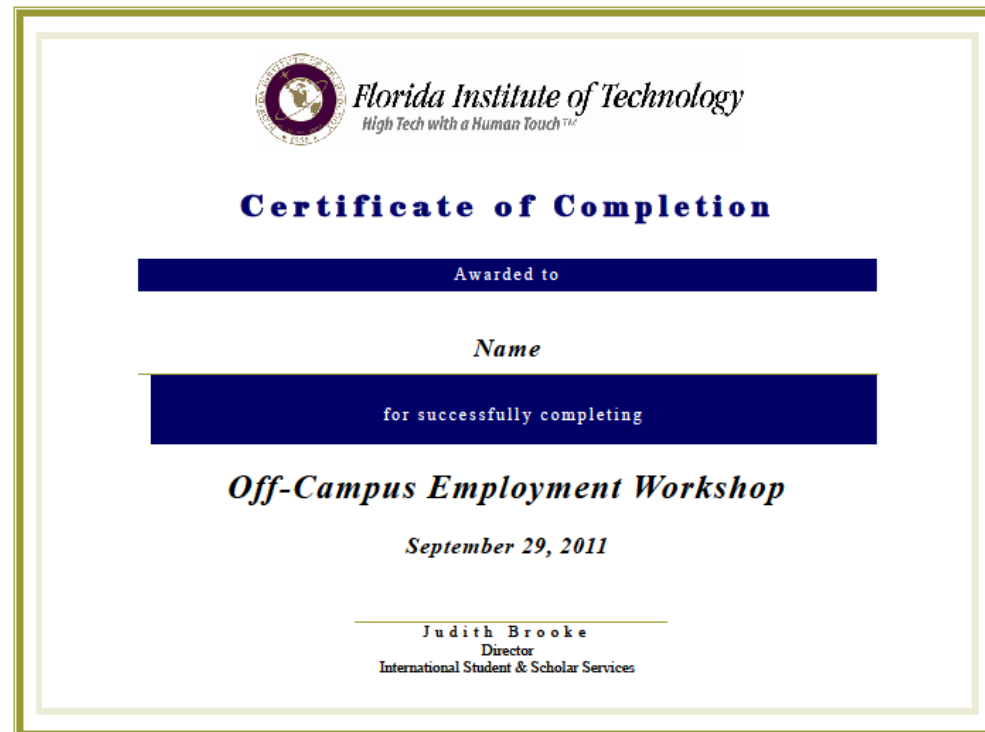 Florida Institute of Technology
High Tech with a Human Touch™
Certificate of Completion
Awarded to
Name
for successfully completing
Off-Campus Employment Workshop
September 29, 2011
Judith Brooke
Director
International Student & Scholar Services